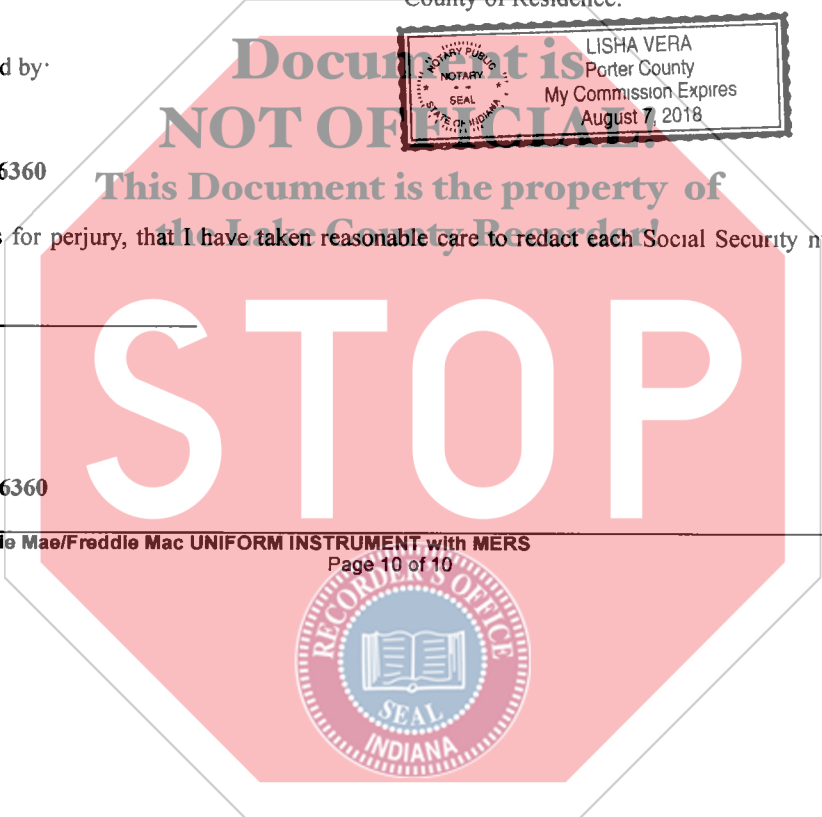 County of Residence:
LISHA VERA
Porter County
My Commission Expires
August 7, 2018
NOTARY PUBLIC
NOTARY
SEAL
STATE OF INDIANA
d by
Document is
NOT OFFICIAL!
6360
This Document is the property of
the Lake County Recorder!
s for perjury, that I have taken reasonable care to redact each Social Security n
STOP
6360
ie Mae/Freddie Mac UNIFORM INSTRUMENT with MERS
Page 10 of 10
RECORDER'S OFFICE
SEAL
INDIANA